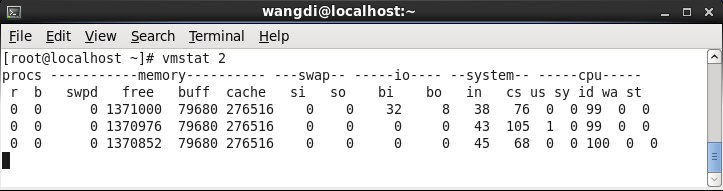 wangdi@localhost:~
File Edit View Search Terminal Help
[root@localhost ~]# vmstat 2
procs -----------memory---------- ---swap-- -----io---- --system-- -----cpu-----
 r  b   swpd   free   buff  cache   si   so    bi    bo   in   cs us sy id wa st
 0  0      0 1371000  79680 276516    0    0    32     8   38   76  0  0 99  0  0
 0  0      0 1370976  79680 276516    0    0     0     0   43  105  1  0 99  0  0
 0  0      0 1370852  79680 276516    0    0     0     0   45   68  0  0 100  0  0